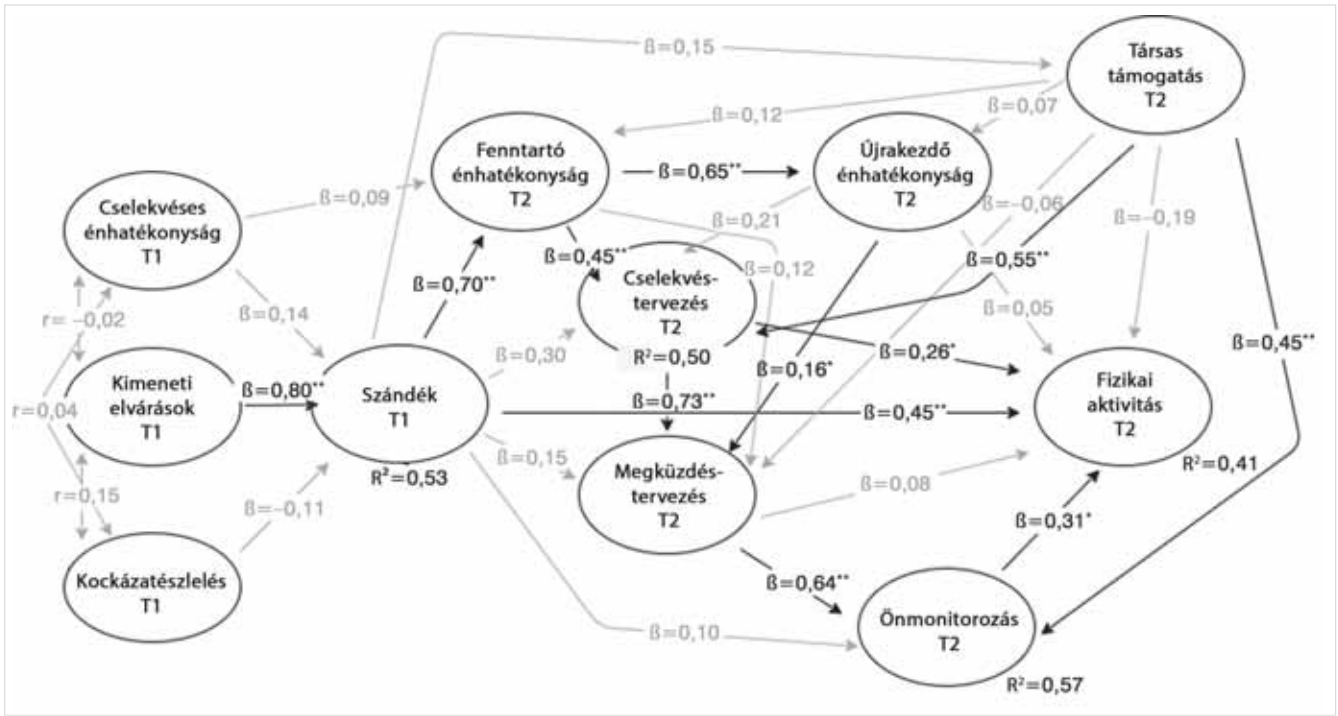 ß=0,15
Társas
támogatás
T2
ß=0,12
ß=0,07
Fenntartó
énhatékonyság
T2
ß=0,65**
Újrakezdő
énhatékonyság
T2
Cselekvéses
énhatékonyság
T1
ß=0,09
ß=0,21
ß=-0,06
ß=-0,19
ß=0,45**
ß=0,12
ß=0,55**
Cselekvés-
tervezés
T2
R²=0,50
ß=0,70**
r= -0,02
ß=0,14
ß=0,30
ß=0,05
ß=0,26*
ß=0,45**
ß=0,16*
Kimeneti
elvárások
T1
ß=0,80**
Szándék
T1
R²=0,53
ß=0,73**
ß=0,45**
Fizikai
aktivitás
T2
R²=0,41
r=0,04
r=0,15
ß=-0,11
ß=0,15
Megküzdés-
tervezés
T2
ß=0,08
ß=0,31*
Kockázatészlelés
T1
ß=0,64**
ß=0,10
Önmonitorozás
T2
R²=0,57